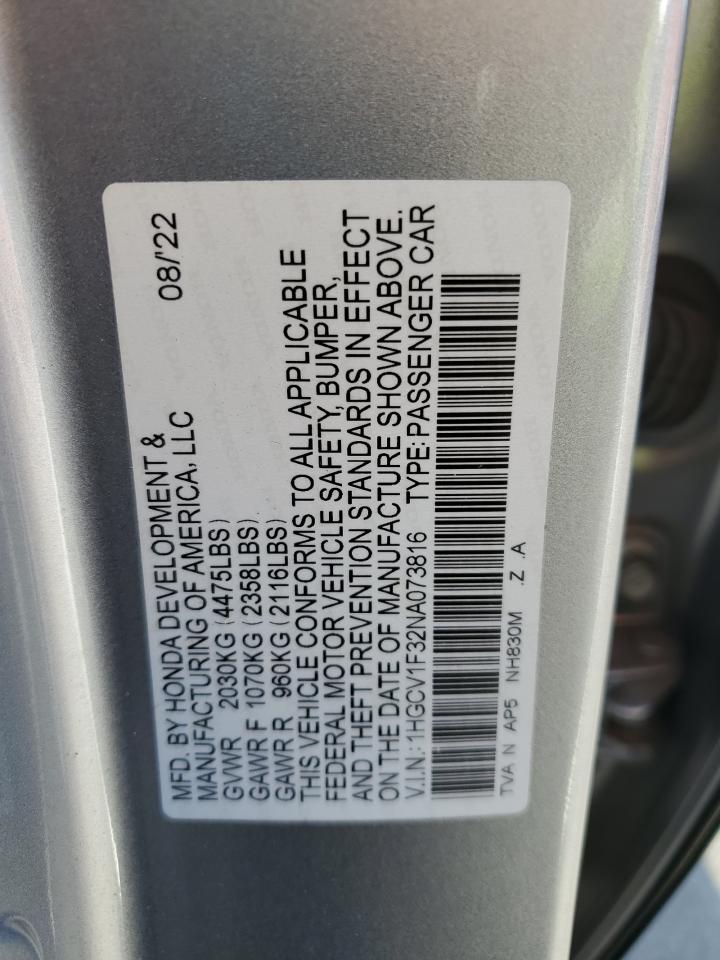 MFD. BY HONDA DEVELOPMENT & 08/'22
MANUFACTURING OF AMERICA, LLC
GVWR 2030KG (4475LBS)
GAWR F 1070KG (2358LBS)
GAWR R 960KG (2116LBS)
THIS VEHICLE CONFORMS TO ALL APPLICABLE
FEDERAL MOTOR VEHICLE SAFETY, BUMPER,
AND THEFT PREVENTION STANDARDS IN EFFECT
ON THE DATE OF MANUFACTURE SHOWN ABOVE.
V.I.N.: 1HGCV1F32NA073816 TYPE: PASSENGER CAR
TVA N AP5 NH830M .Z .A